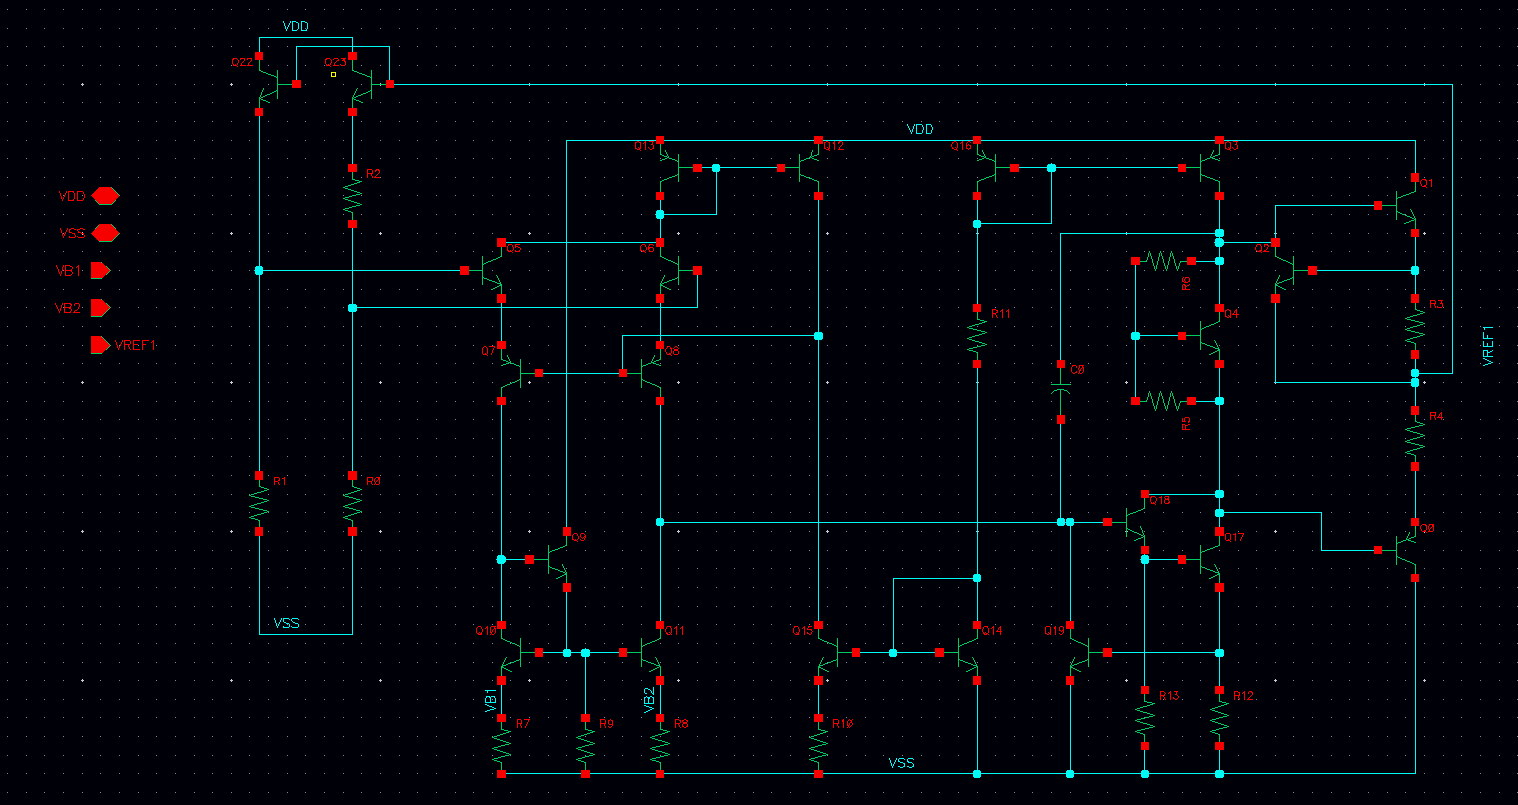 VDD
Q22
Q23
VDD
Q13
Q12
Q16
Q3
R2
Q1
VDD
VSS
Q5
Q6
Q2
VB1
R6
VB2
R11
Q4
R3
VREF1
VREF1
Q7
Q8
C0
R5
R4
R1
R0
Q18
Q0
Q9
Q17
VSS
Q10
Q11
Q15
Q14
Q19
VB1
VB2
R13
R12
R7
R9
R8
R10
VSS